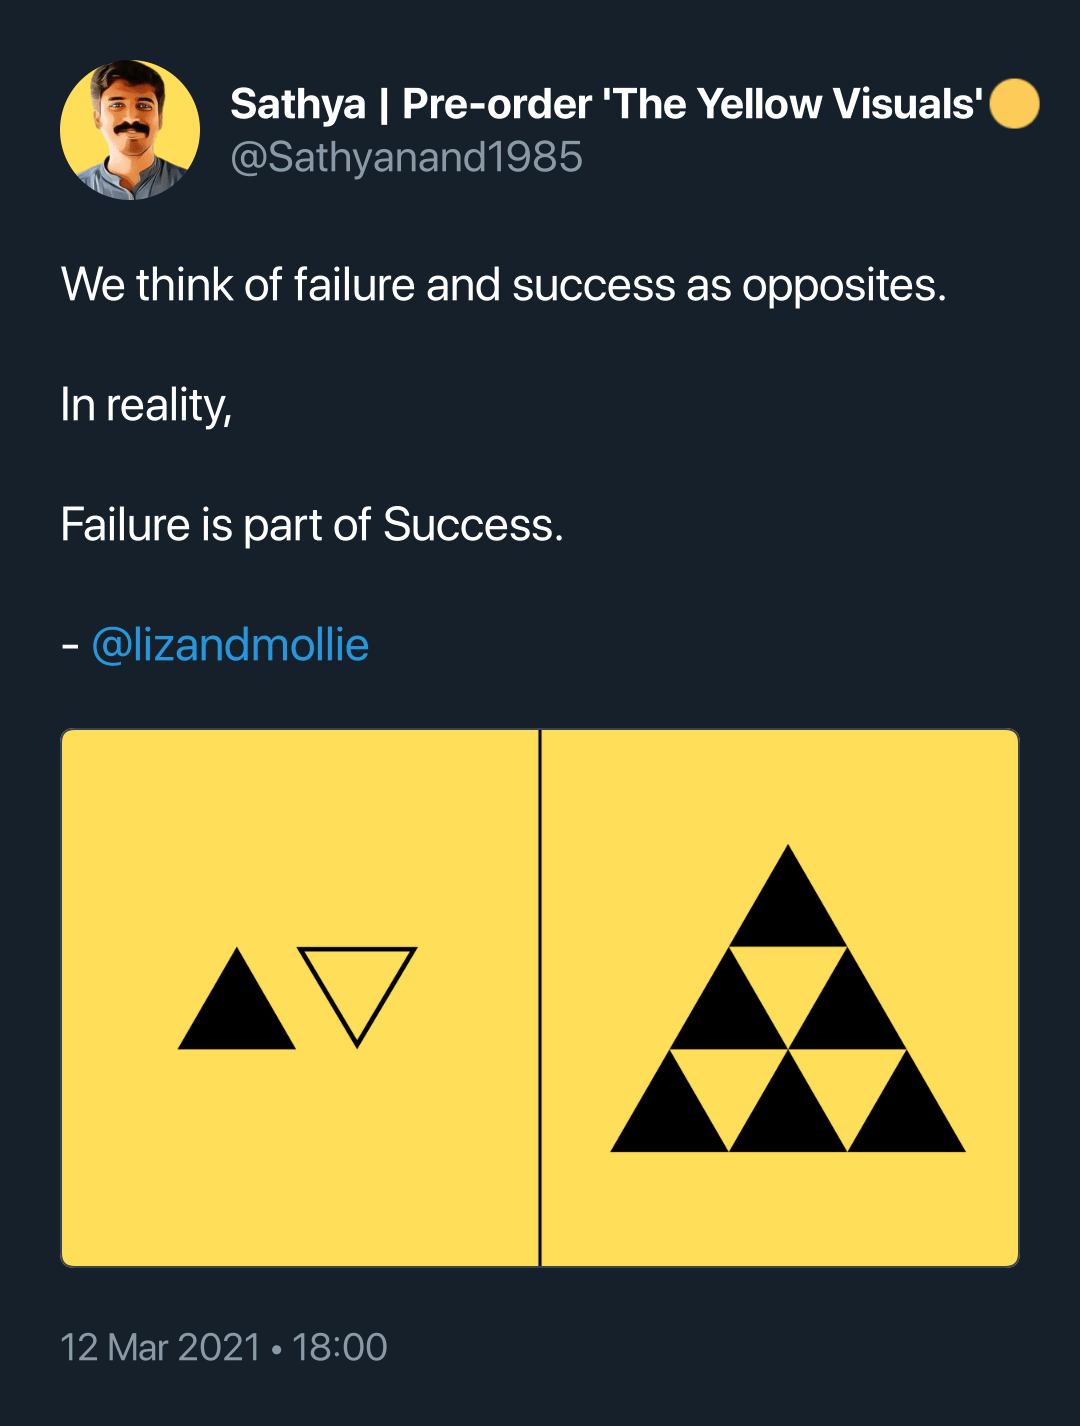 Sathya | Pre-order 'The Yellow Visuals'🟡
@Sathyanand1985
We think of failure and success as opposites.
In reality,
Failure is part of Success.
- @lizandmollie
12 Mar 2021 • 18:00